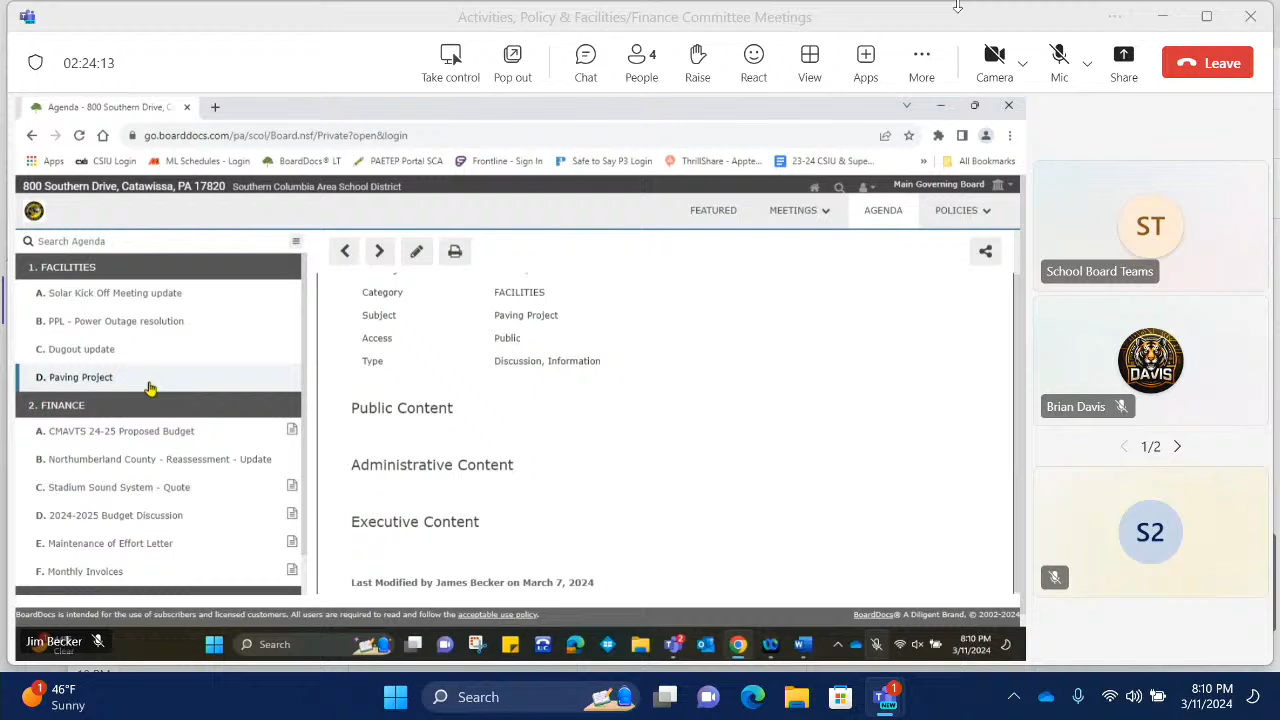 Activities, Policy & Facilities/Finance Committee Meetings
02:24:13
Take control
Pop out
Chat
4
People
Raise
React
View
Apps
More
Camera
Mic
Share
Leave
Agenda - 800 Southern Drive, C
go.boarddocs.com/pa/scol/Board.nsf/Private?open&login
Apps
CSIU Login
ML Schedules - Login
BoardDocs® LT
PAETEP Portal SCA
Frontline - Sign In
Safe to Say P3 Login
ThrillShare - Appte...
23-24 CSIU & Supe...
»
All Bookmarks
800 Southern Drive, Catawissa, PA 17820 Southern Columbia Area School District
Main Governing Board
FEATURED
MEETINGS
AGENDA
POLICIES
Search Agenda
1. FACILITIES
A. Solar Kick Off Meeting update
B. PPL - Power Outage resolution
C. Dugout update
D. Paving Project
2. FINANCE
A. CMAVTS 24-25 Proposed Budget
B. Northumberland County - Reassessment - Update
C. Stadium Sound System - Quote
D. 2024-2025 Budget Discussion
E. Maintenance of Effort Letter
F. Monthly Invoices
Category FACILITIES
Subject Paving Project
Access Public
Type Discussion, Information
Public Content
Administrative Content
Executive Content
Last Modified by James Becker on March 7, 2024
BoardDocs is intended for the use of subscribers and licensed customers. All users are required to read and follow the acceptable use policy.
BoardDocs® A Diligent Brand. © 2002-2024
ST
School Board Teams
DAVIS
Brian Davis
1/2
S2
Jim Becker
Clear
Search
2
8:10 PM
3/11/2024
1
46°F
Sunny
Search
1
NEW
8:10 PM
3/11/2024